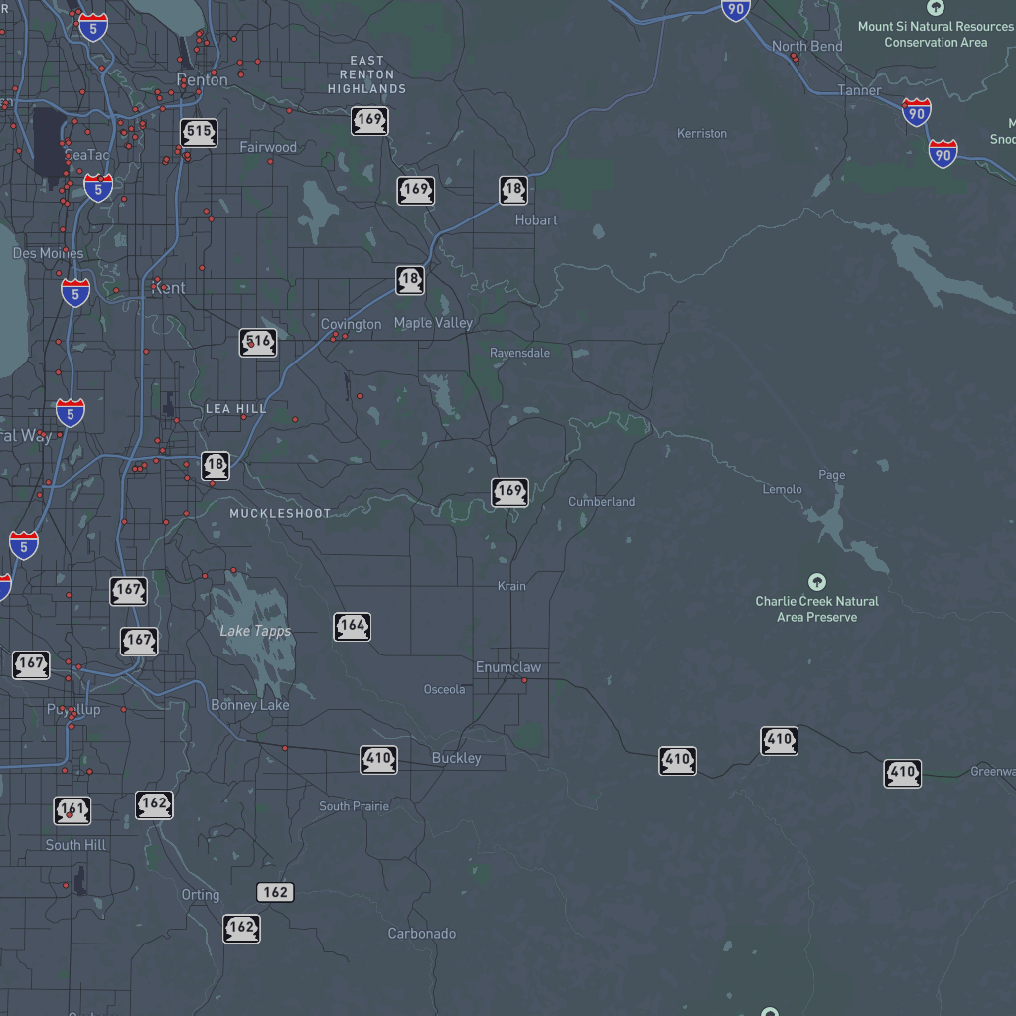 90
5
Mount Si Natural Resources
Conservation Area
North Bend
EAST
RENTON
HIGHLANDS
Renton
Tanner
90
169
515
Kerriston
Fairwood
90
SeaTac
5
169
18
Hobart
Des Moines
18
5
Kent
Covington
Maple Valley
516
Ravensdale
LEA HILL
5
ral Way
18
Page
Lemolo
169
Cumberland
MUCKLESHOOT
5
Krain
167
Charlie Creek Natural
Area Preserve
Lake Tapps
164
167
167
Enumclaw
Osceola
Puyallup
Bonney Lake
410
410
410
410
Buckley
Greenwa
161
162
South Prairie
South Hill
Orting
162
162
Carbonado